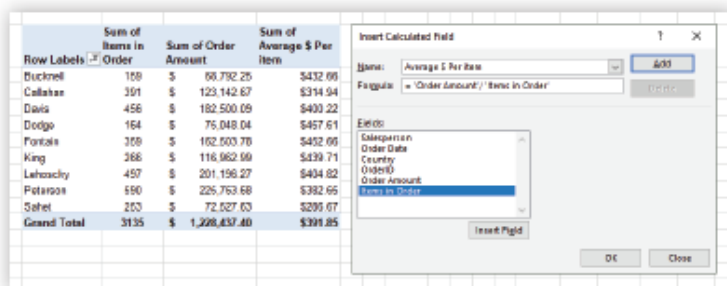 Row Labels Sum of Items in Order Sum of Order Amount Sum of Average $ Per Item
Bucknell 159 $ 68,792.25 $432.66
Callahan 391 $ 123,142.67 $314.94
Davis 456 $ 182,500.09 $400.22
Dodge 164 $ 75,048.04 $457.61
Fontain 359 $ 162,503.78 $452.66
King 266 $ 116,962.99 $439.71
497 $ 201,196.27 $404.82
Peterson 590 $ 225,763.68 $382.65
Sahet 253 $ 72,527.63 $286.67
Grand Total 3135 $ 1,228,437.40 $391.85
Insert Calculated Field ? ×
Name: Average $ Per Item Add
Formula: = 'Order Amount'/ 'Items in Order' Delete
Fields:
Salesperson
Order Date
Country
OrderID
Order Amount
Items in Order
Insert Field
OK Close